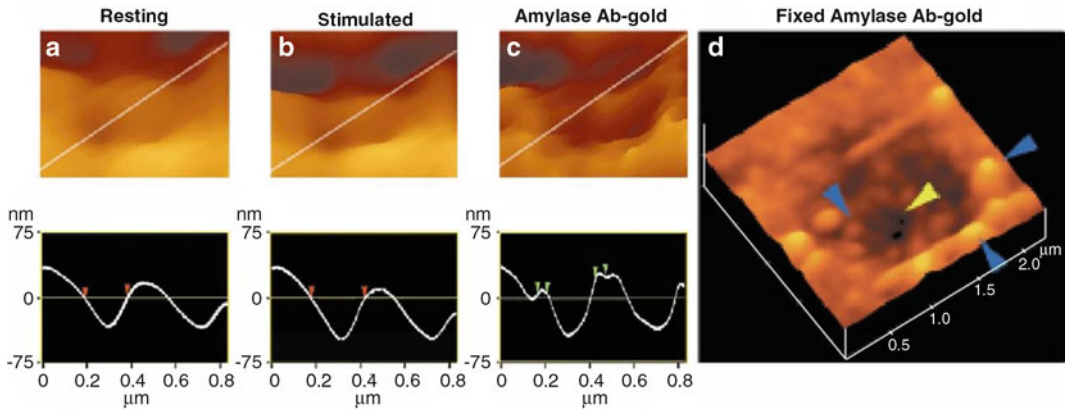 Resting
Stimulated
Amylase Ab-gold
Fixed Amylase Ab-gold
a
b
c
d
nm
75
0
-75
0 0.2 0.4 0.6 0.8
μm
nm
75
0
-75
0 0.2 0.4 0.6 0.8
μm
nm
75
0
-75
0 0.2 0.4 0.6 0.8
μm
μm
2.0
1.5
1.0
0.5